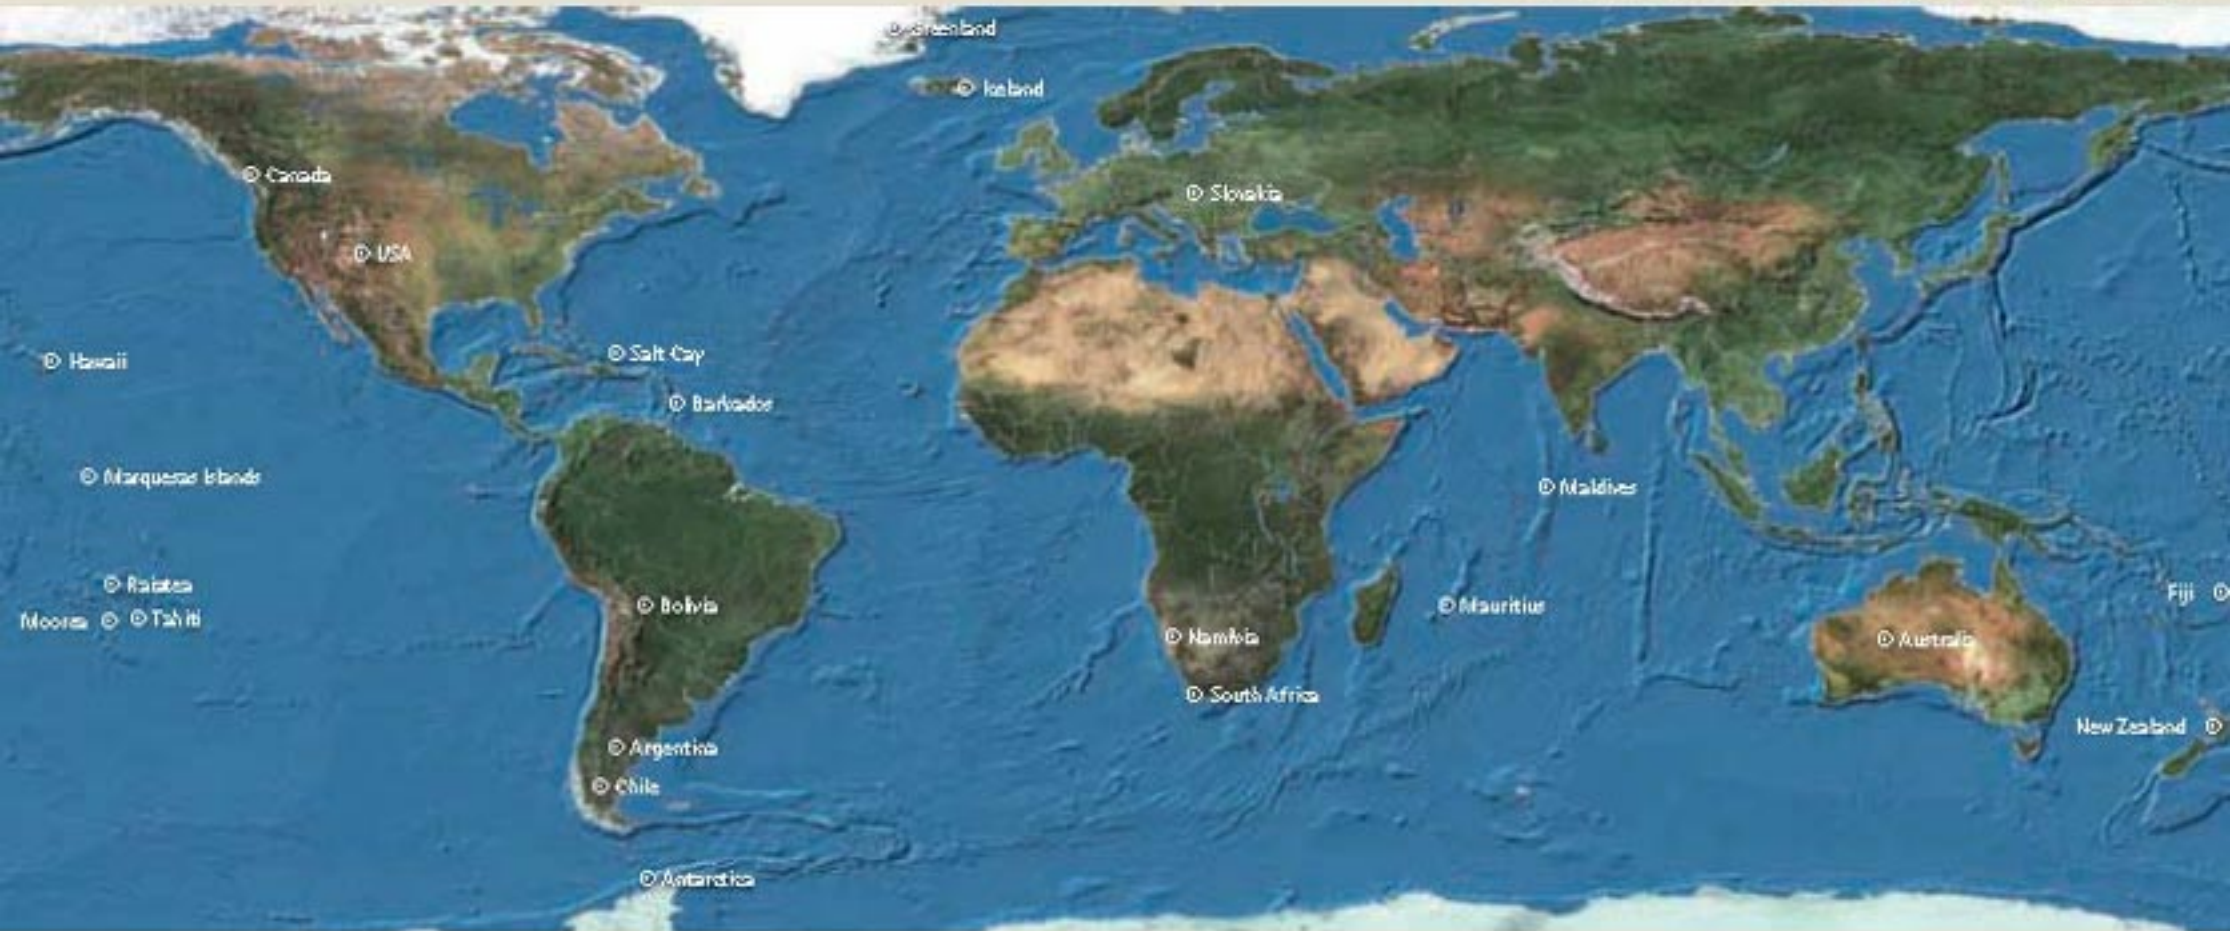 Greenland
Iceland
Canada
Slovakia
USA
Salt Cay
Hawaii
Barbados
Marquesas Islands
Maldives
Raiatea
Fiji
Bolivia
Mauritius
Moorea
Tahiti
Namibia
Australia
South Africa
New Zealand
Argentina
Chile
Antarctica